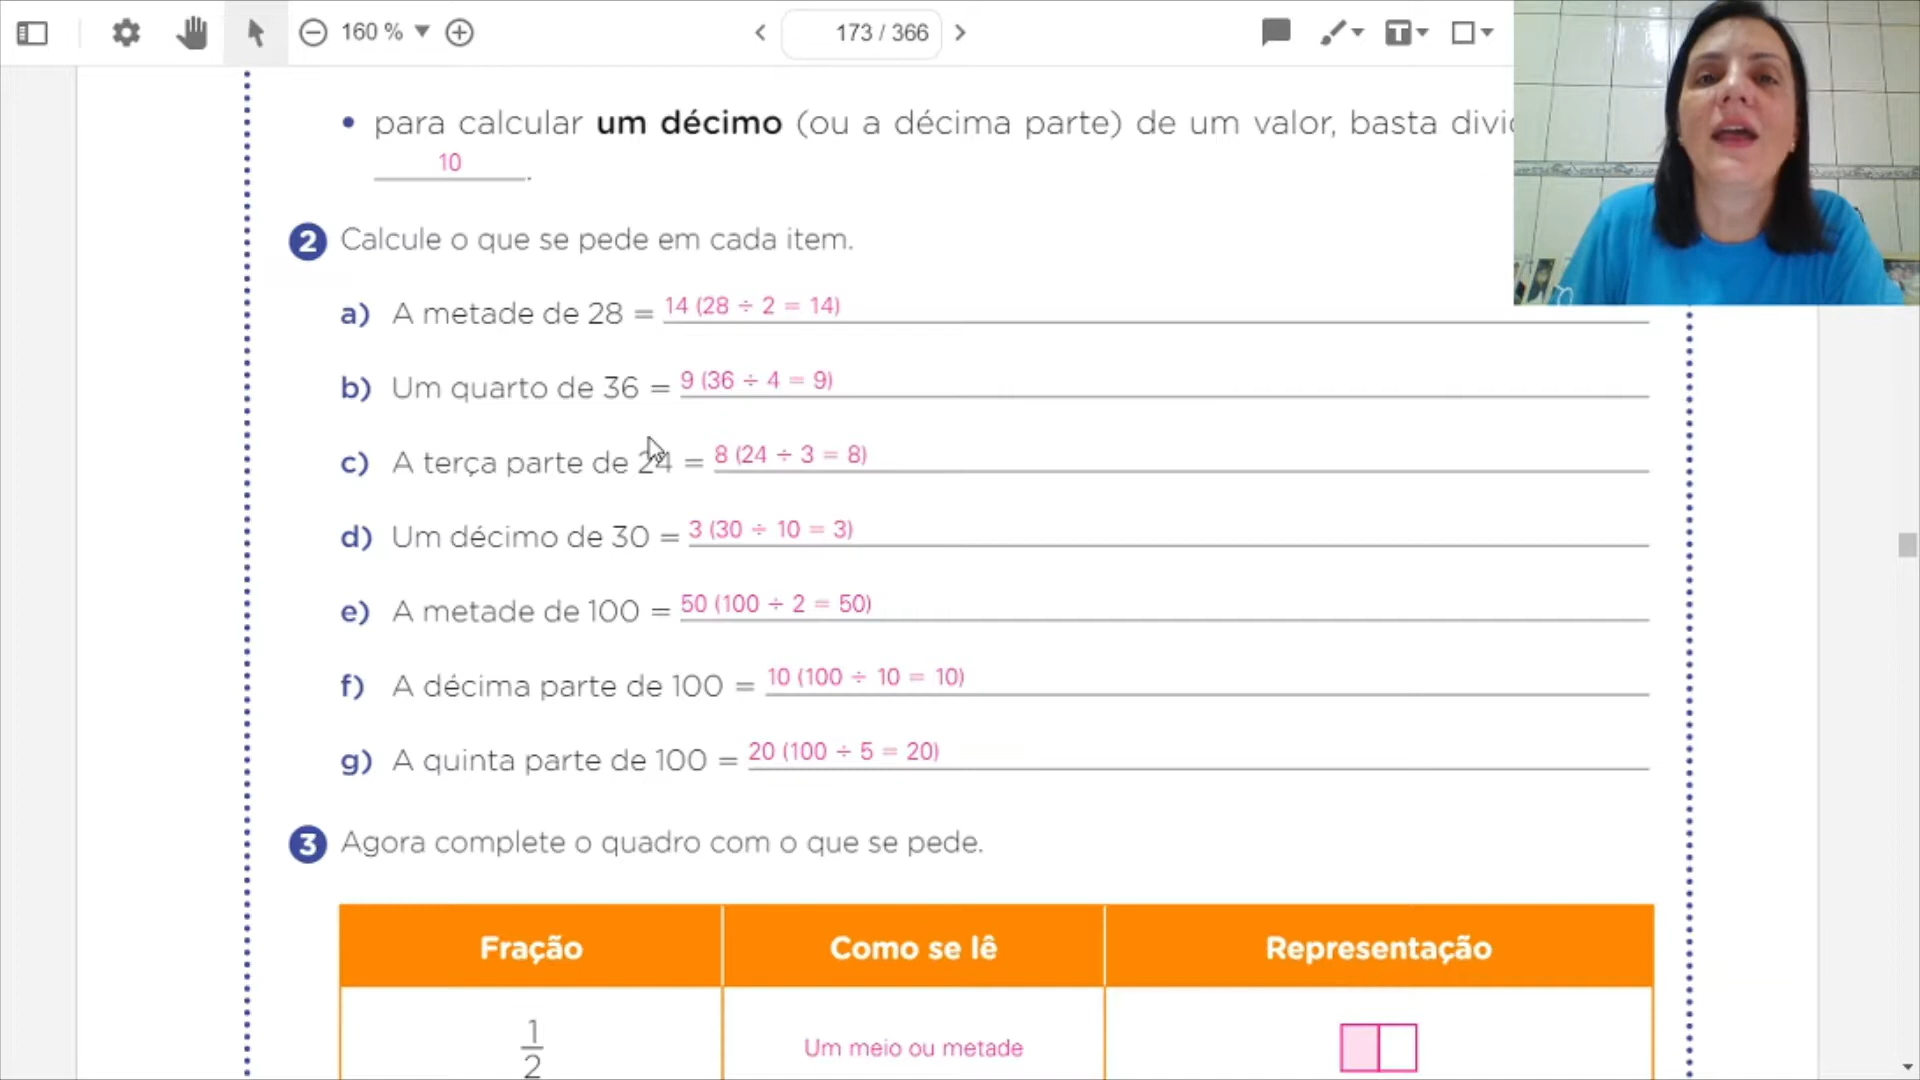 160 %
173 / 366
• para calcular um décimo (ou a décima parte) de um valor, basta
10.
2 Calcule o que se pede em cada item.
a) A metade de 28 = 14 (28 ÷ 2 = 14)
b) Um quarto de 36 = 9 (36 ÷ 4 = 9)
c) A terça parte de 24 = 8 (24 ÷ 3 = 8)
d) Um décimo de 30 = 3 (30 ÷ 10 = 3)
e) A metade de 100 = 50 (100 ÷ 2 = 50)
f) A décima parte de 100 = 10 (100 ÷ 10 = 10)
g) A quinta parte de 100 = 20 (100 ÷ 5 = 20)
3 Agora complete o quadro com o que se pede.
Fração Como se lê Representação
1/2 Um meio ou metade